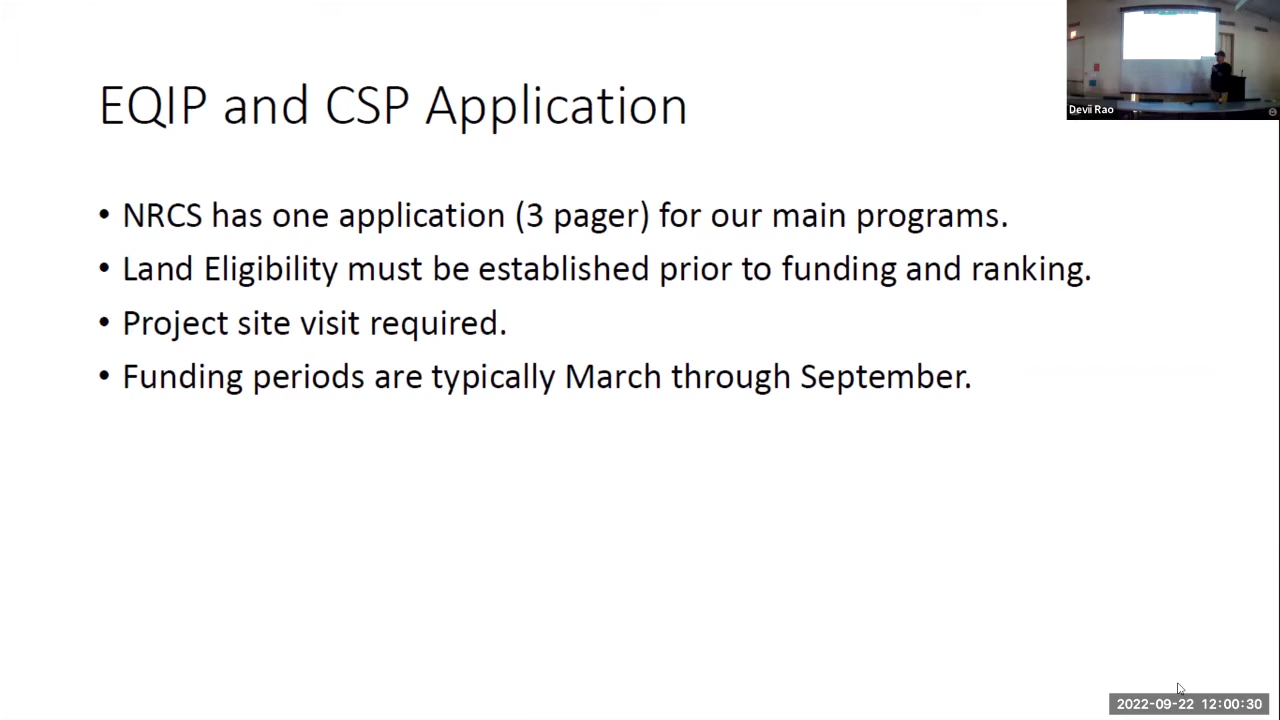 EQIP and CSP Application
• NRCS has one application (3 pager) for our main programs.
• Land Eligibility must be established prior to funding and ranking.
• Project site visit required.
• Funding periods are typically March through September.
Devii Rao
2022-09-22 12:00:30